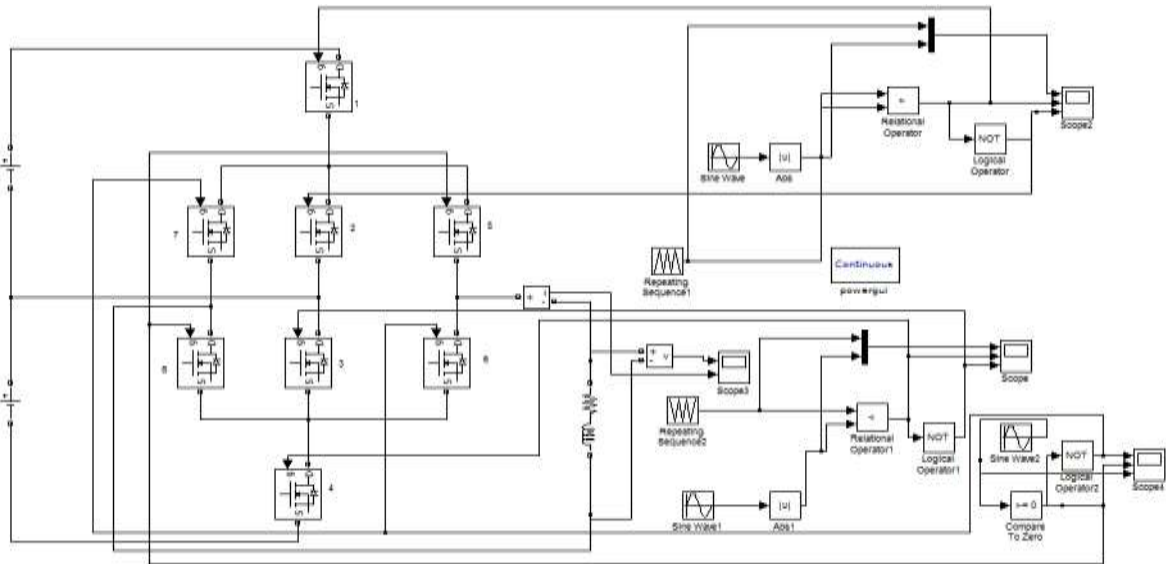 1
Scope2
Relational
Operator
NOT
Logical
Operator
Sine Wave
|u|
Abs
7
5
Repeating
Sequence1
Continuous
powergui
+
-
3
6
+
-
v
Scope3
Scope
Repeating
Sequence2
<
Relational
Operator1
NOT
Logical
Operator1
Sine Wave2
NOT
Logical
Operator2
Scope4
4
Sine Wave1
|u|
Abs1
>= 0
Compare
To Zero